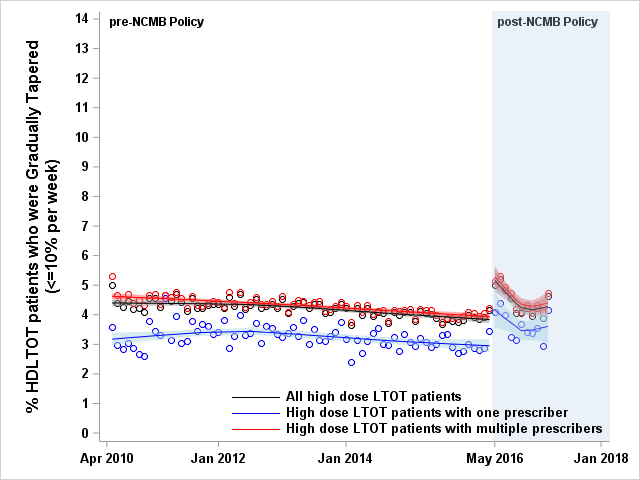 14
13
12
11
10
9
8
7
6
5
4
3
2
1
0
% HDLTOT patients who were Gradually Tapered
(<=10% per week)
pre-NCMB Policy
post-NCMB Policy
All high dose LTOT patients
High dose LTOT patients with one prescriber
High dose LTOT patients with multiple prescribers
Apr 2010
Jan 2012
Jan 2014
May 2016
Jan 2018